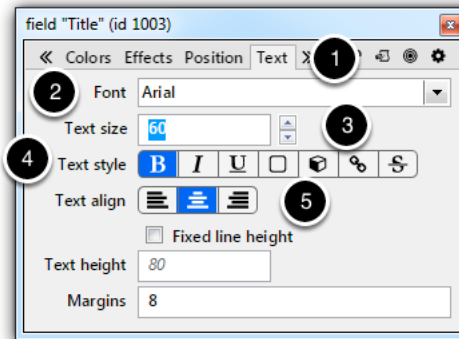 field "Title" (id 1003)
Colors Effects Position Text 1
2 Font Arial
Text size 60 3
4 Text style B I U S
Text align 5
Fixed line height
Text height 80
Margins 8